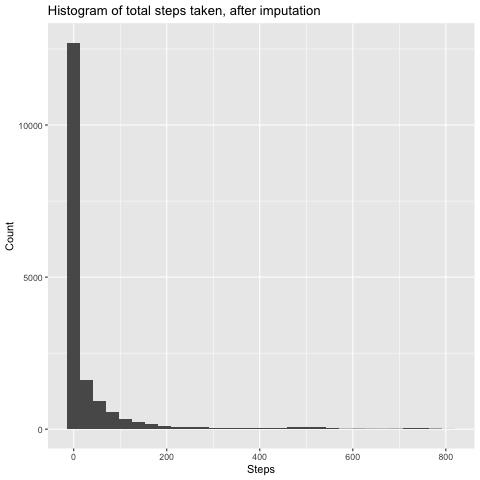 Histogram of total steps taken, after imputation
Count
10000
5000
0
0 200 400 600 800
Steps